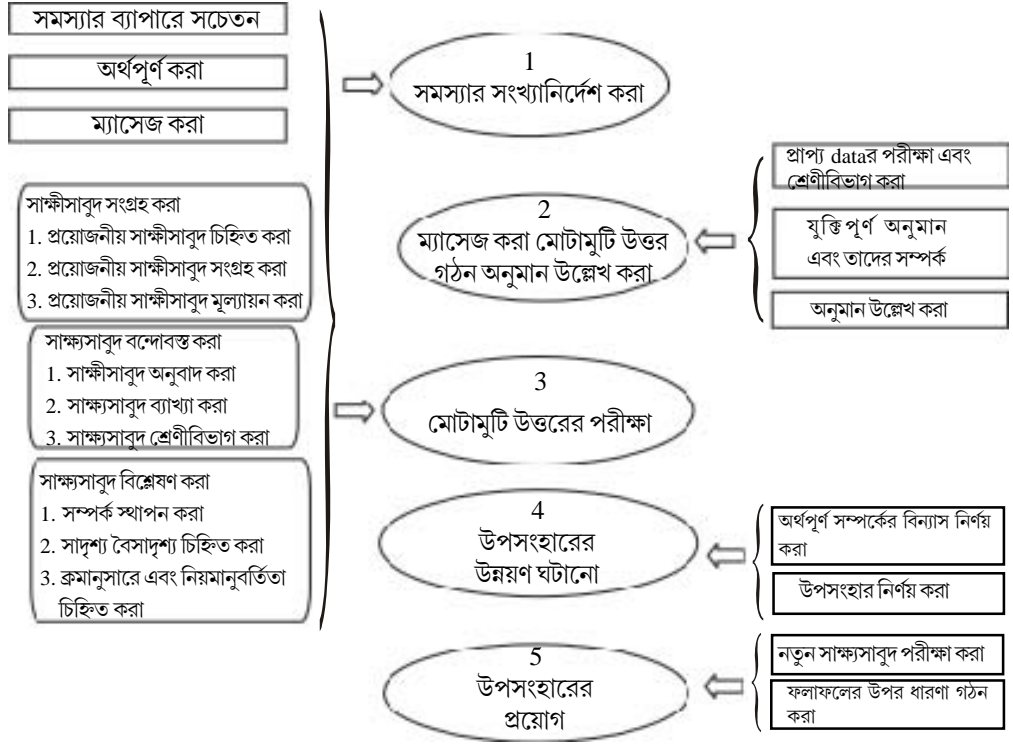 সমস্যার ব্যাপারে সচেতন
অর্থপূর্ণ করা
ম্যাসেজ করা
1
সমস্যার সংখ্যানির্দেশ করা
সাক্ষীসাবুদ সংগ্রহ করা
1. প্রয়োজনীয় সাক্ষীসাবুদ চিহ্নিত করা
2. প্রয়োজনীয় সাক্ষীসাবুদ সংগ্রহ করা
3. প্রয়োজনীয় সাক্ষীসাবুদ মূল্যায়ন করা
2
ম্যাসেজ করা মোটামুটি উত্তর
গঠন অনুমান উল্লেখ করা
প্রাপ্য dataর পরীক্ষা এবং
শ্রেণীবিভাগ করা
যুক্তিপূর্ণ অনুমান
এবং তাদের সম্পর্ক
অনুমান উল্লেখ করা
সাক্ষ্যসাবুদ বন্দোবস্ত করা
1. সাক্ষীসাবুদ অনুবাদ করা
2. সাক্ষ্যসাবুদ ব্যাখ্যা করা
3. সাক্ষ্যসাবুদ শ্রেণীবিভাগ করা
3
মোটামুটি উত্তরের পরীক্ষা
সাক্ষ্যসাবুদ বিশ্লেষণ করা
1. সম্পর্ক স্থাপন করা
2. সাদৃশ্য বৈসাদৃশ্য চিহ্নিত করা
3. ক্রমানুসারে এবং নিয়মানুবর্তিতা
চিহ্নিত করা
4
উপসংহারের
উন্নয়ণ ঘটানো
অর্থপূর্ণ সম্পর্কের বিন্যাস নির্ণয়
করা
উপসংহার নির্ণয় করা
5
উপসংহারের
প্রয়োগ
নতুন সাক্ষ্যসাবুদ পরীক্ষা করা
ফলাফলের উপর ধারণা গঠন
করা